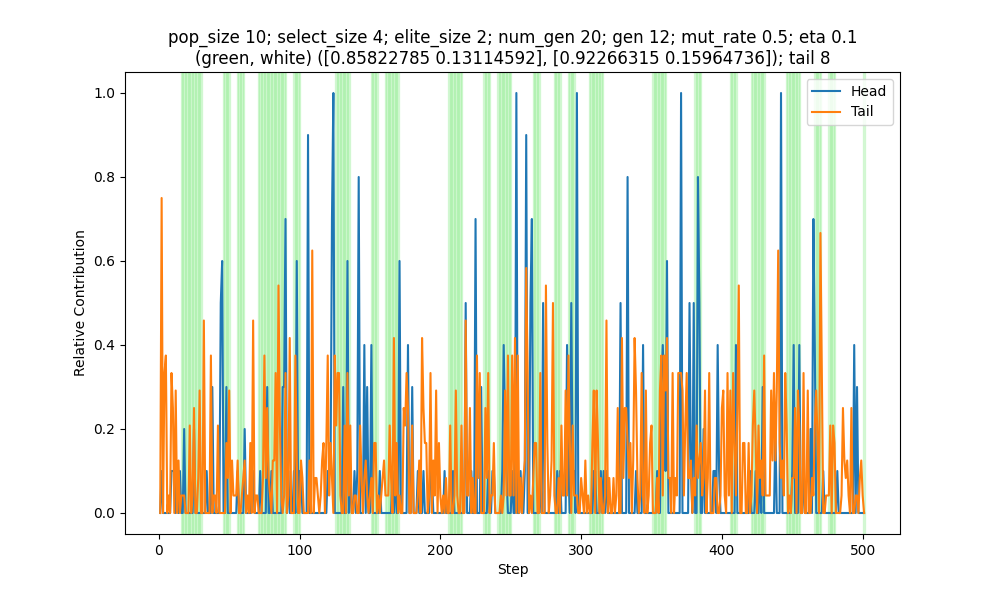 pop_size 10; select_size 4; elite_size 2; num_gen 20; gen 12; mut_rate 0.5; eta 0.1
(green, white) ([0.85822785 0.13114592], [0.92266315 0.15964736]); tail 8
Head
Tail
1.0
0.8
0.6
0.4
0.2
0.0
Relative Contribution
0 100 200 300 400 500
Step